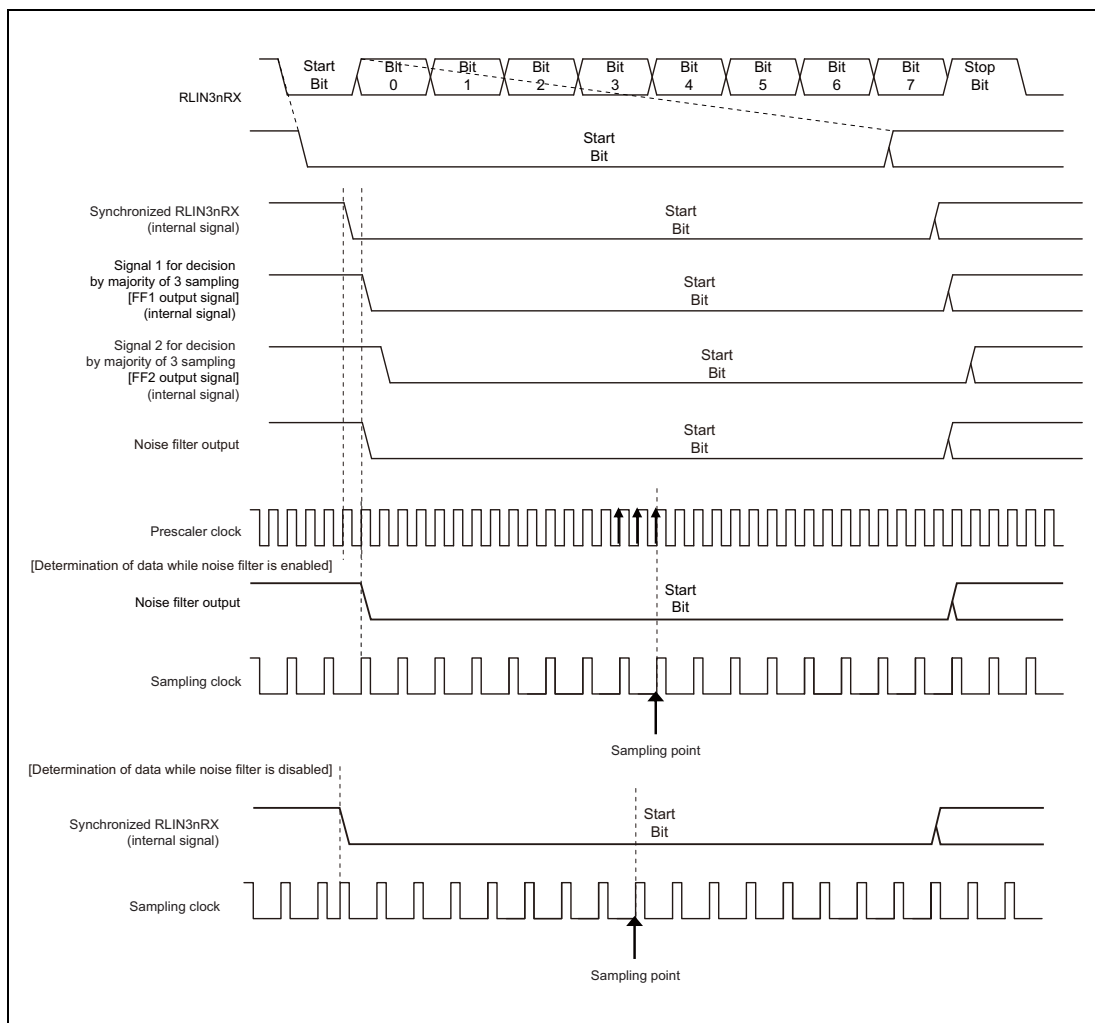 Start Bit Bit Bit Bit Bit Bit Bit Bit Stop
Bit 0 1 2 3 4 5 6 7 Bit
RLIN3nRX
Start
Bit
Synchronized RLIN3nRX
(internal signal)
Start
Bit
Signal 1 for decision
by majority of 3 sampling
[FF1 output signal]
(internal signal)
Start
Bit
Signal 2 for decision
by majority of 3 sampling
[FF2 output signal]
(internal signal)
Start
Bit
Noise filter output
Start
Bit
Prescaler clock
[Determination of data while noise filter is enabled]
Noise filter output
Start
Bit
Sampling clock
Sampling point
[Determination of data while noise filter is disabled]
Synchronized RLIN3nRX
(internal signal)
Start
Bit
Sampling clock
Sampling point